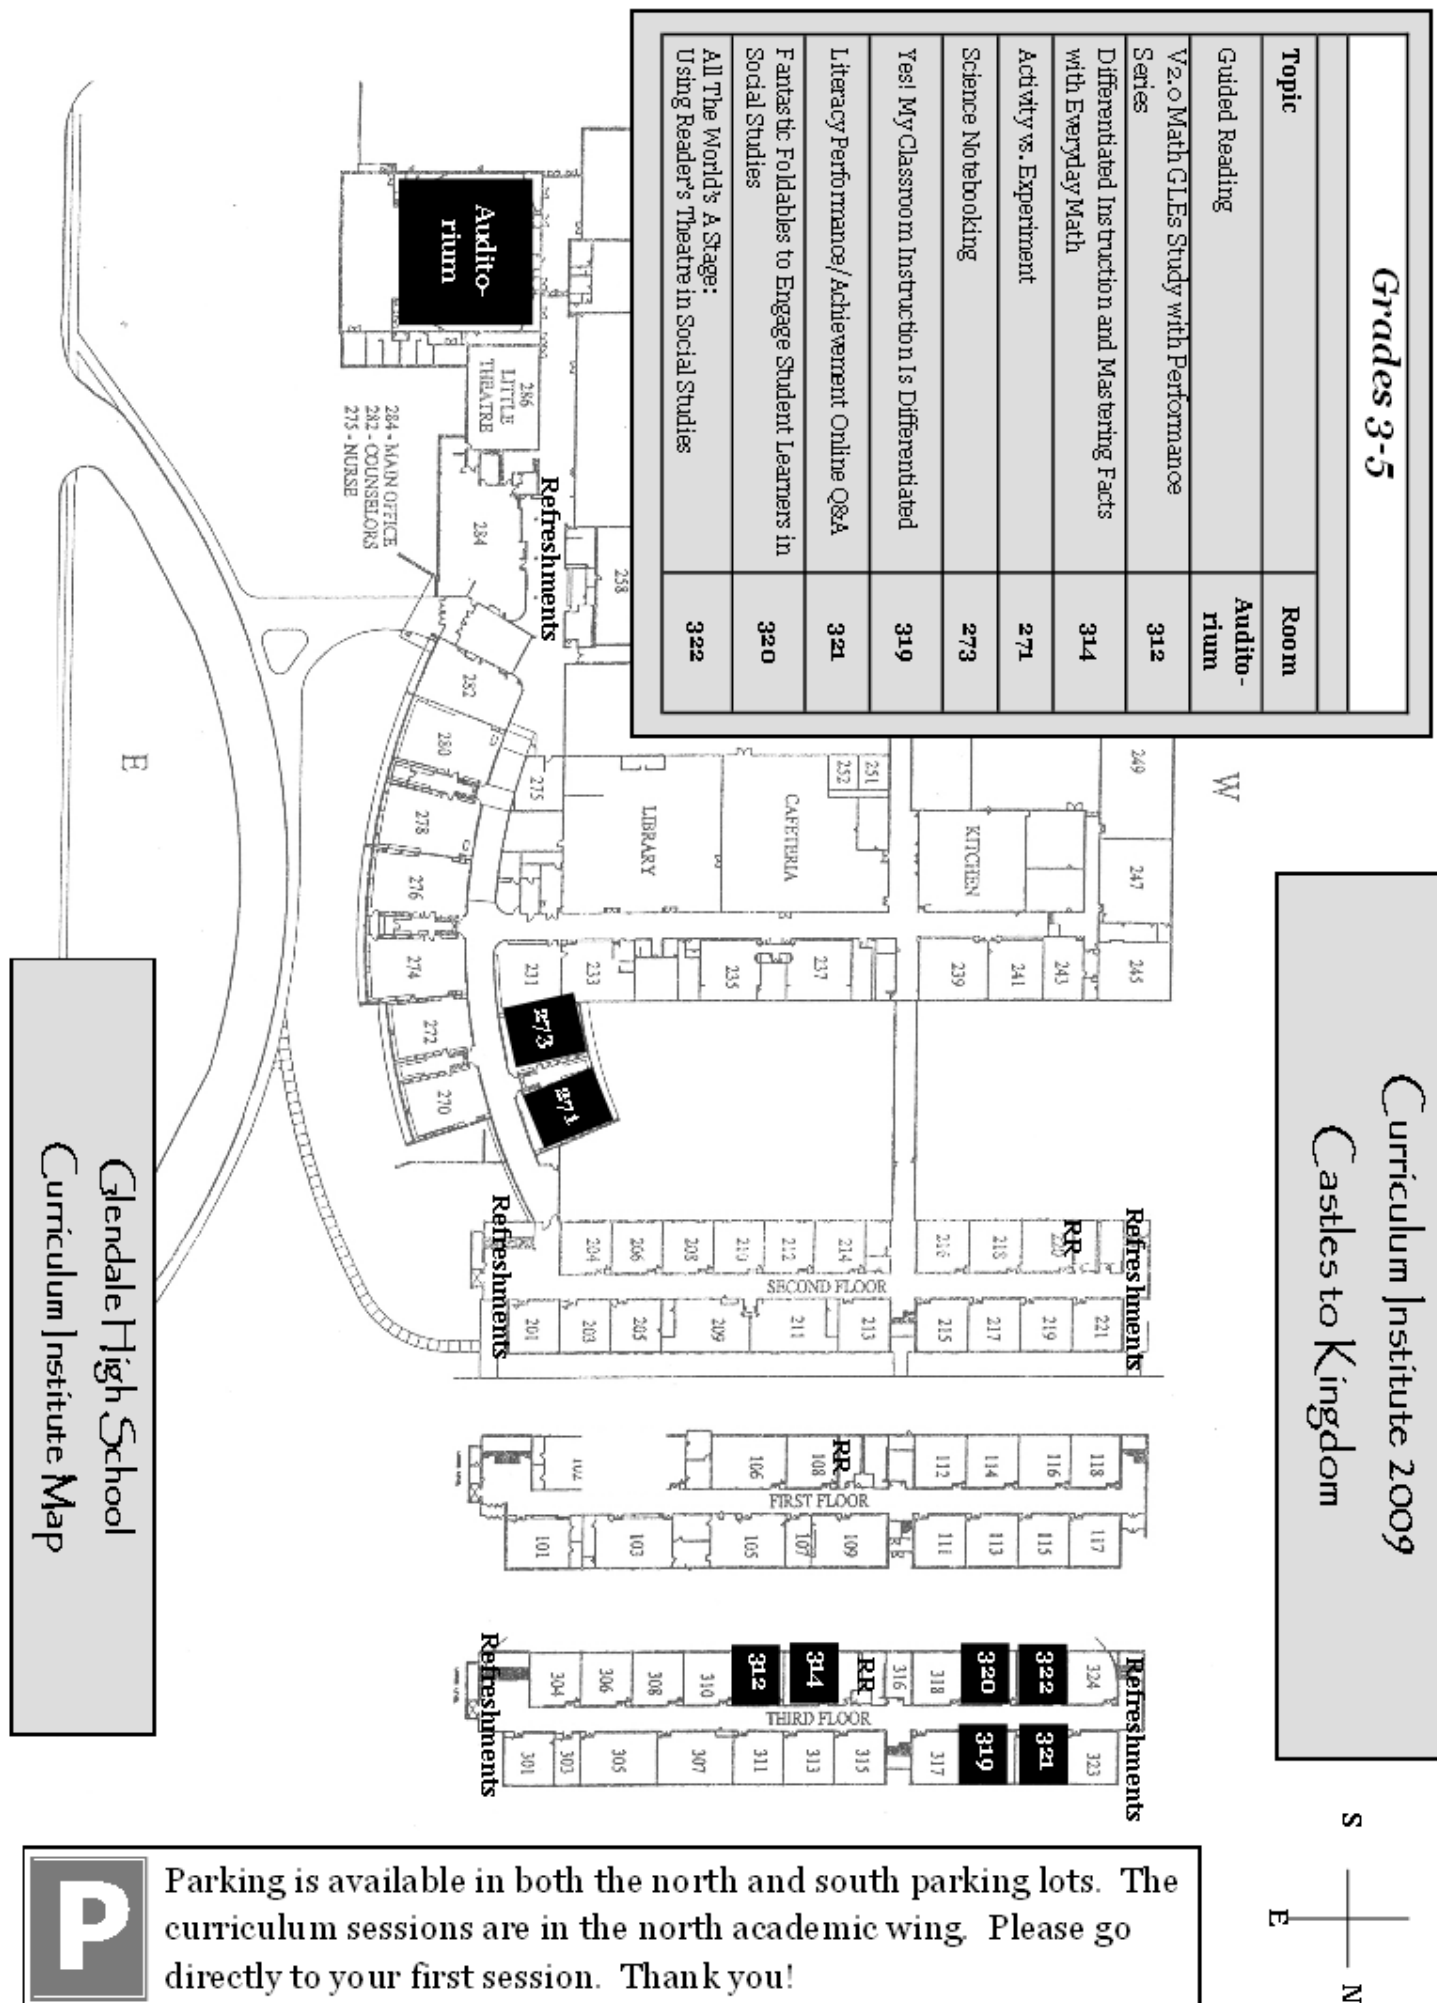 Grades 3-5
Topic Room
Guided Reading Audito-
rium
V2.0 Math GLEs Study with Performance
Series 312
Differentiated Instruction and Mastering Facts
with Everyday Math 314
Activity vs. Experiment 271
Science Notebooking 273
Yes! My Classroom Instruction Is Differentiated 319
Literacy Performance/Achievement Online Q&A 321
Fantastic Foldables to Engage Student Learners in
Social Studies 320
All The World's A Stage:
Using Reader's Theatre in Social Studies 322
Curriculum Institute 2009
Castles to Kingdom
W
249
247
245
251
252
KITCHEN
CAFETERIA
LIBRARY
243
241
239
237
235
233
231
258
Audito-
rium
286
LITTLE
THEATRE
284 - MAIN OFFICE
282 - COUNSELORS
275 - NURSE
Refreshments
284
282
280
275
278
276
274
272
270
273
271
E
Refreshments
RR
Refreshments
204
206
208
210
212
214
216
218
220
SECOND FLOOR
201
203
205
209
211
213
215
217
219
221
102
106
108
RR
112
114
116
118
FIRST FLOOR
101
103
105
107
109
111
113
115
117
Refreshments
Refreshments
304
306
308
310
312
314
RR
316
318
320
322
324
THIRD FLOOR
301
303
305
307
311
313
315
317
319
321
323
Glendale High School
Curriculum Institute Map
S
E
N
P
Parking is available in both the north and south parking lots. The
curriculum sessions are in the north academic wing. Please go
directly to your first session. Thank you!